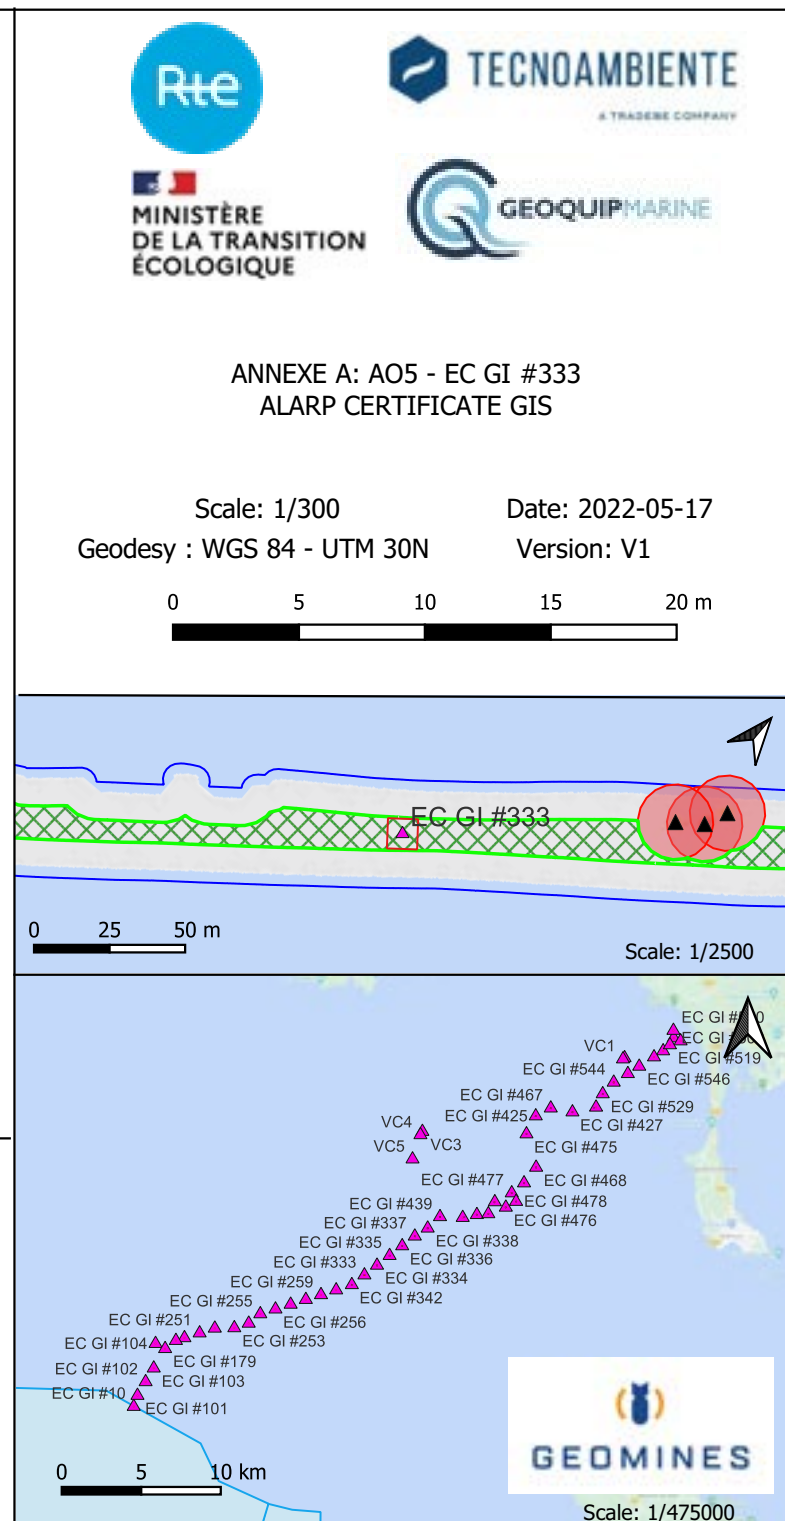 Rte
TECNOAMBIENTE
A TRADEBE COMPANY
MINISTÈRE
DE LA TRANSITION
ÉCOLOGIQUE
GEOQUIPMARINE
ANNEXE A: AO5 - EC GI #333
ALARP CERTIFICATE GIS
Scale: 1/300
Date: 2022-05-17
Geodesy : WGS 84 - UTM 30N
Version: V1
0 5 10 15 20 m
EC GI #333
0 25 50 m
Scale: 1/2500
EC GI
VC1
EC GI #519
EC GI #544
EC GI #546
EC GI #467
EC GI #529
EC GI #425
EC GI #427
VC4
VC3
EC GI #475
VC5
EC GI #477
EC GI #468
EC GI #439
EC GI #478
EC GI #476
EC GI #337
EC GI #338
EC GI #335
EC GI #336
EC GI #333
EC GI #334
EC GI #259
EC GI #342
EC GI #255
EC GI #256
EC GI #251
EC GI #253
EC GI #104
EC GI #179
EC GI #102
EC GI #103
EC GI #10
EC GI #101
0 5 10 km
GEOMINES
Scale: 1/475000